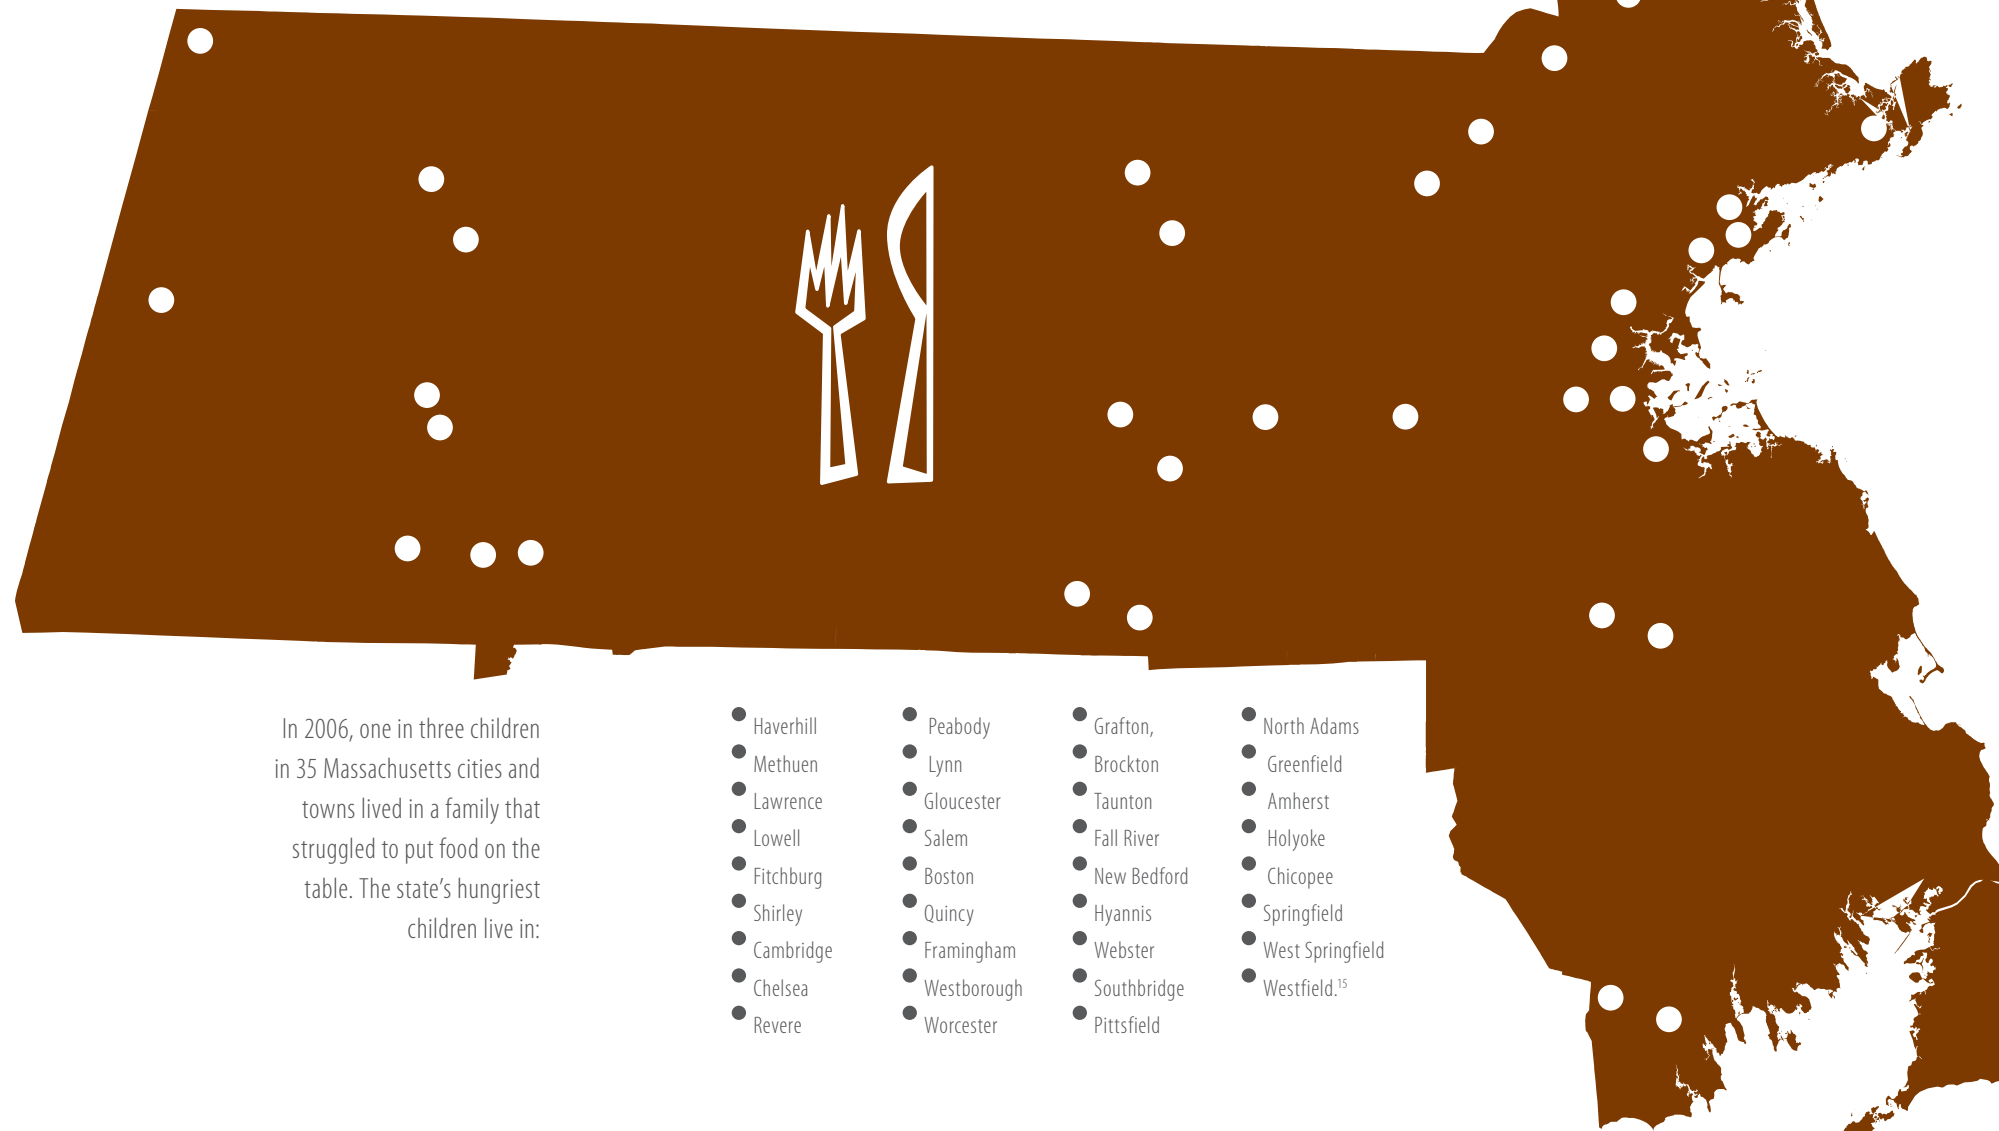 In 2006, one in three children
in 35 Massachusetts cities and
towns lived in a family that
struggled to put food on the
table. The state’s hungriest
children live in:
Haverhill
Methuen
Lawrence
Lowell
Fitchburg
Shirley
Cambridge
Chelsea
Revere
Peabody
Lynn
Gloucester
Salem
Boston
Quincy
Framingham
Westborough
Worcester
Grafton,
Brockton
Taunton
Fall River
New Bedford
Hyannis
Webster
Southbridge
Pittsfield
North Adams
Greenfield
Amherst
Holyoke
Chicopee
Springfield
West Springfield
Westfield.15